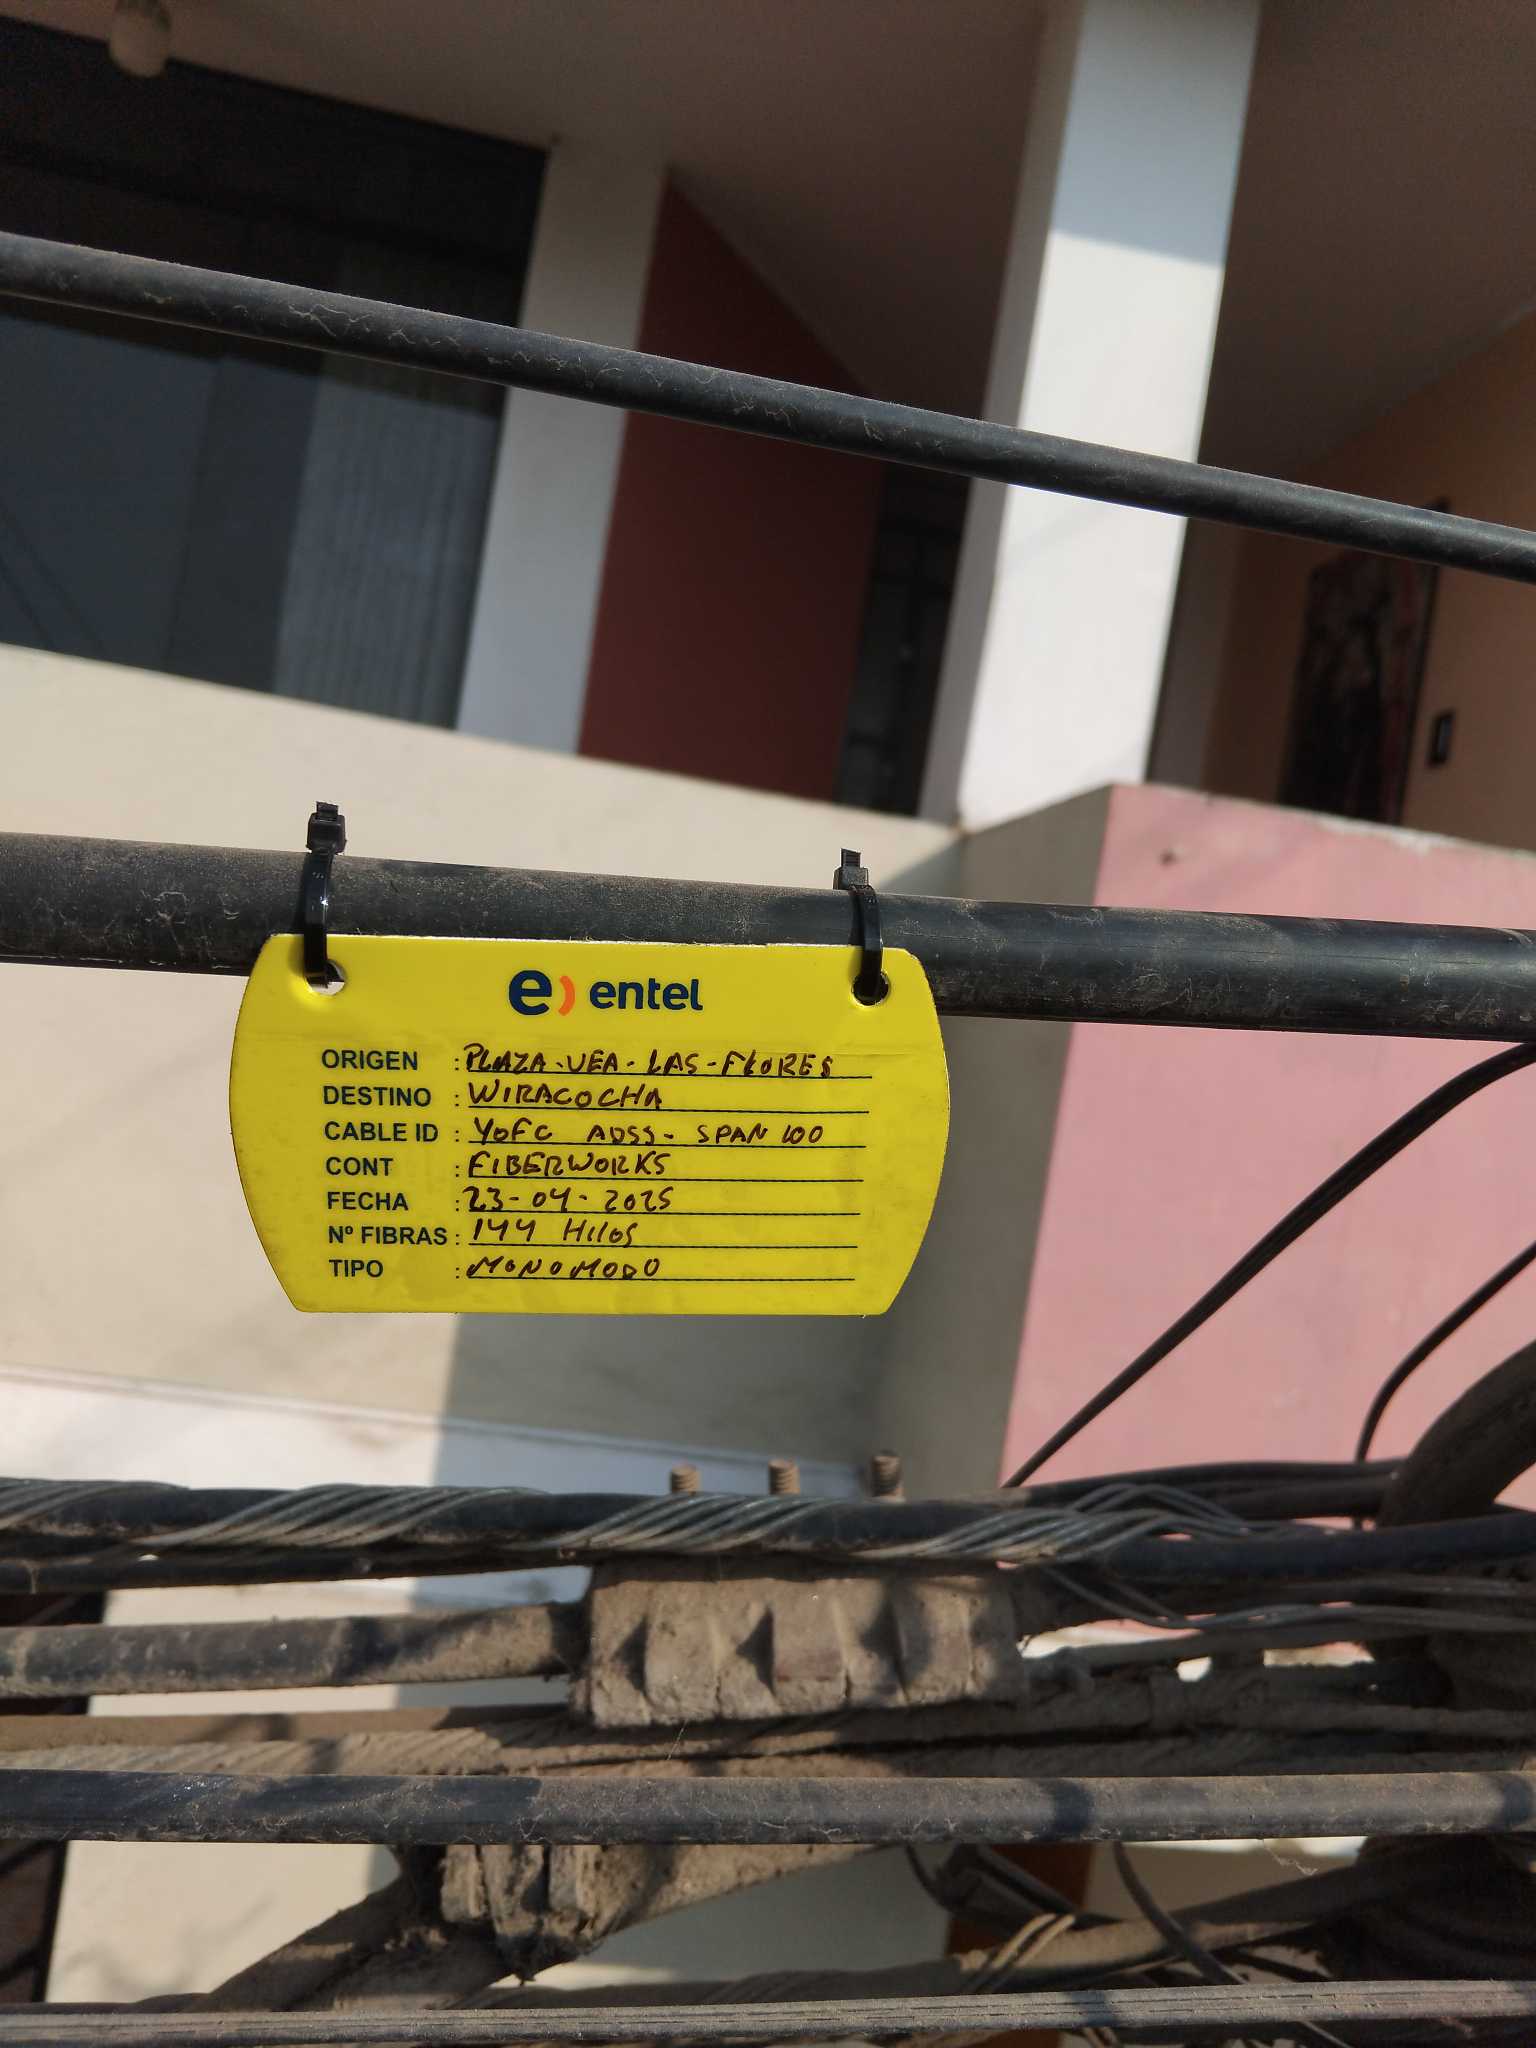 e) entel
ORIGEN : PLAZA-VEA-LAS-FLORES
DESTINO : WIRACOCHA
CABLE ID : YOFC ADSS- SPAN 100
CONT : FIBERWORKS
FECHA : 23-04-2025
Nº FIBRAS : 144 Hilos
TIPO : MONOMODO